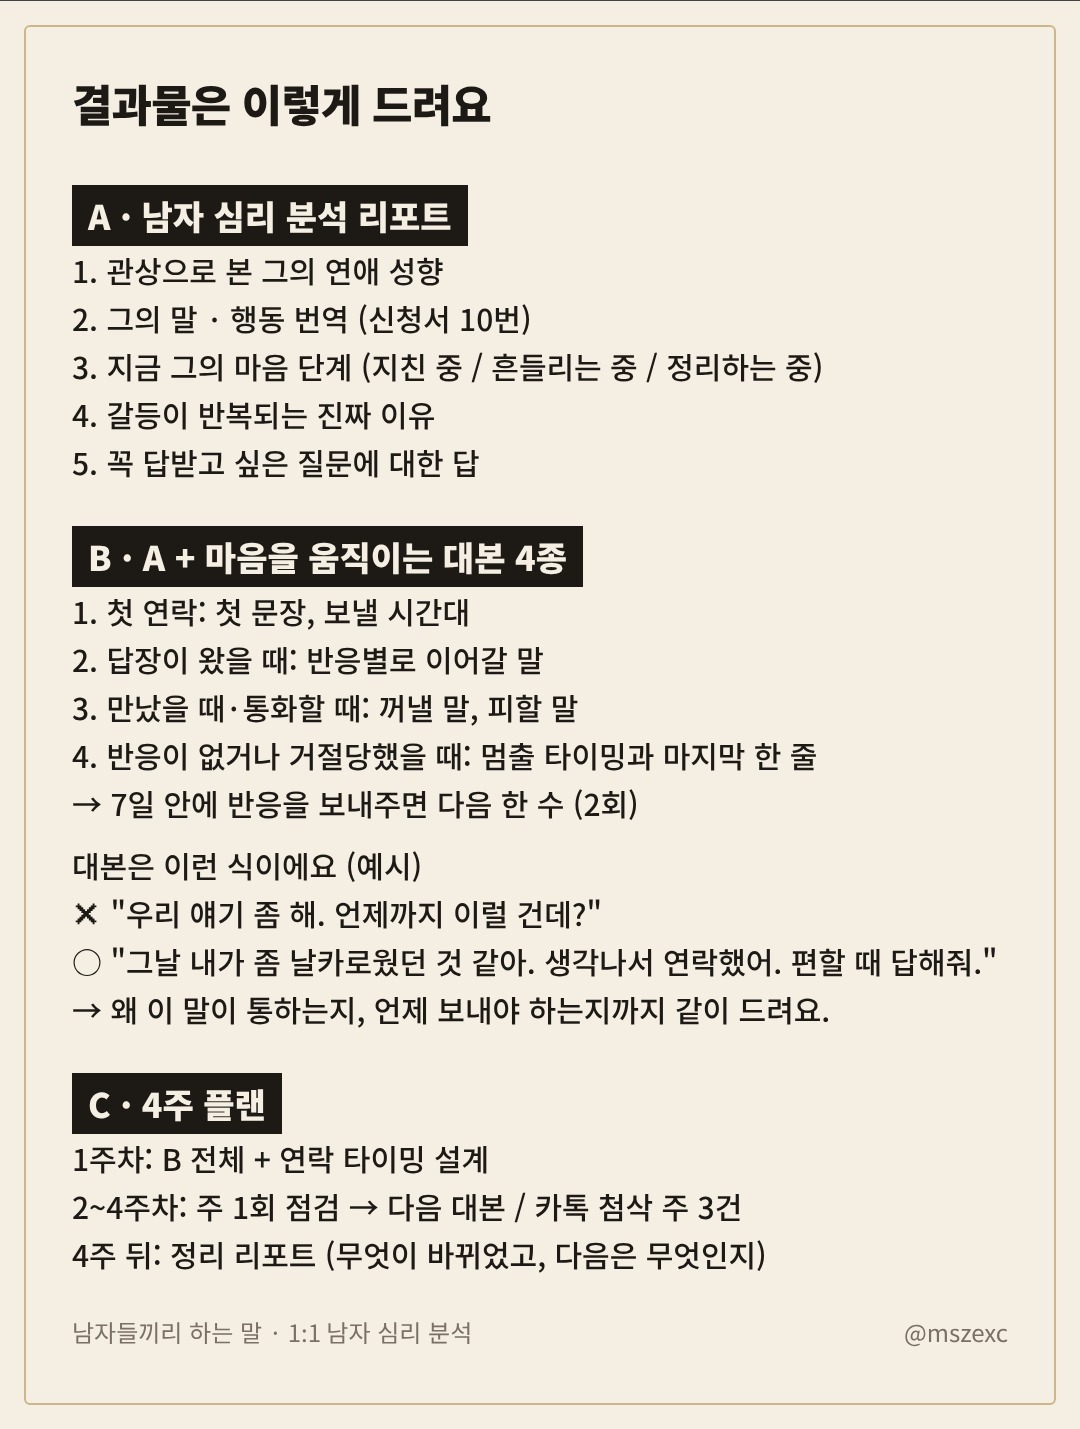 결과물은 이렇게 드려요
A · 남자 심리 분석 리포트
1. 관상으로 본 그의 연애 성향
2. 그의 말 · 행동 번역 (신청서 10번)
3. 지금 그의 마음 단계 (지친 중 / 흔들리는 중 / 정리하는 중)
4. 갈등이 반복되는 진짜 이유
5. 꼭 답받고 싶은 질문에 대한 답
B · A + 마음을 움직이는 대본 4종
1. 첫 연락: 첫 문장, 보낼 시간대
2. 답장이 왔을 때: 반응별로 이어갈 말
3. 만났을 때·통화할 때: 꺼낼 말, 피할 말
4. 반응이 없거나 거절당했을 때: 멈출 타이밍과 마지막 한 줄
→ 7일 안에 반응을 보내주면 다음 한 수 (2회)
대본은 이런 식이에요 (예시)
✕ "우리 얘기 좀 해. 언제까지 이럴 건데?"
◯ "그날 내가 좀 날카로웠던 것 같아. 생각나서 연락했어. 편할 때 답해줘."
→ 왜 이 말이 통하는지, 언제 보내야 하는지까지 같이 드려요.
C · 4주 플랜
1주차: B 전체 + 연락 타이밍 설계
2~4주차: 주 1회 점검 → 다음 대본 / 카톡 첨삭 주 3건
4주 뒤: 정리 리포트 (무엇이 바뀌었고, 다음은 무엇인지)
남자들끼리 하는 말 · 1:1 남자 심리 분석
@mszexc